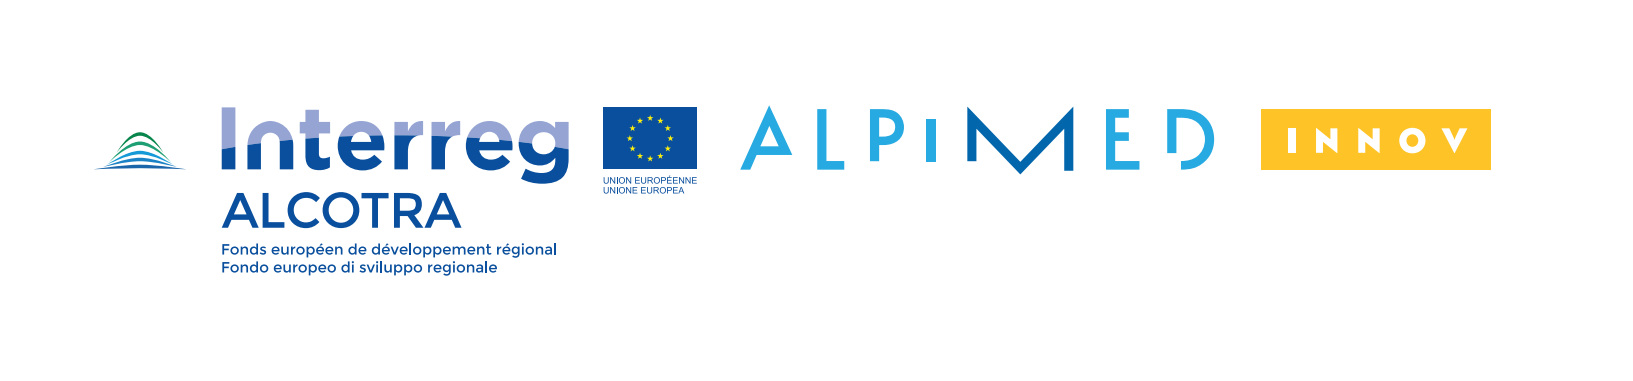 Interreg
ALCOTRA
Fonds européen de développement régional
Fondo europeo di sviluppo regionale
UNION EUROPÉENNE
UNIONE EUROPEA
ALPiMED
INNOV